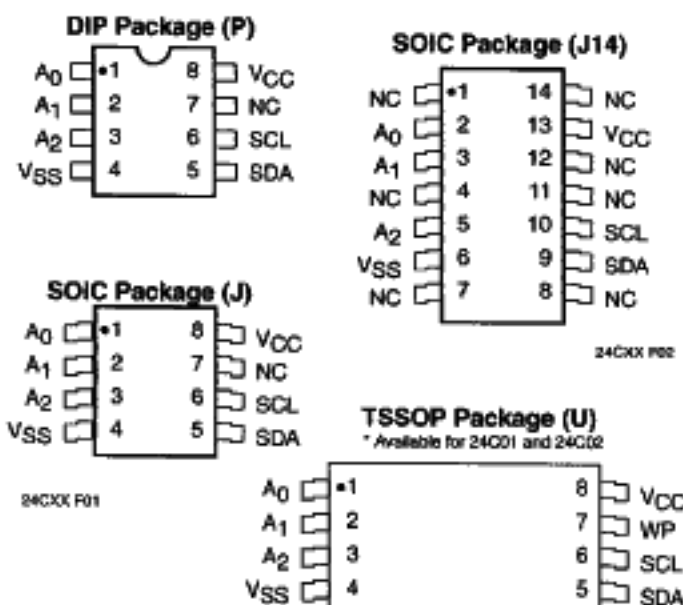 DIP Package (P)
A0 •1 8 VCC
A1 2 7 NC
A2 3 6 SCL
VSS 4 5 SDA
SOIC Package (J14)
NC •1 14 NC
A0 2 13 VCC
A1 3 12 NC
NC 4 11 NC
A2 5 10 SCL
VSS 6 9 SDA
NC 7 8 NC
24CXX F02
SOIC Package (J)
A0 •1 8 VCC
A1 2 7 NC
A2 3 6 SCL
VSS 4 5 SDA
24CXX F01
TSSOP Package (U)
* Available for 24C01 and 24C02
A0 •1 8 VCC
A1 2 7 WP
A2 3 6 SCL
VSS 4 5 SDA